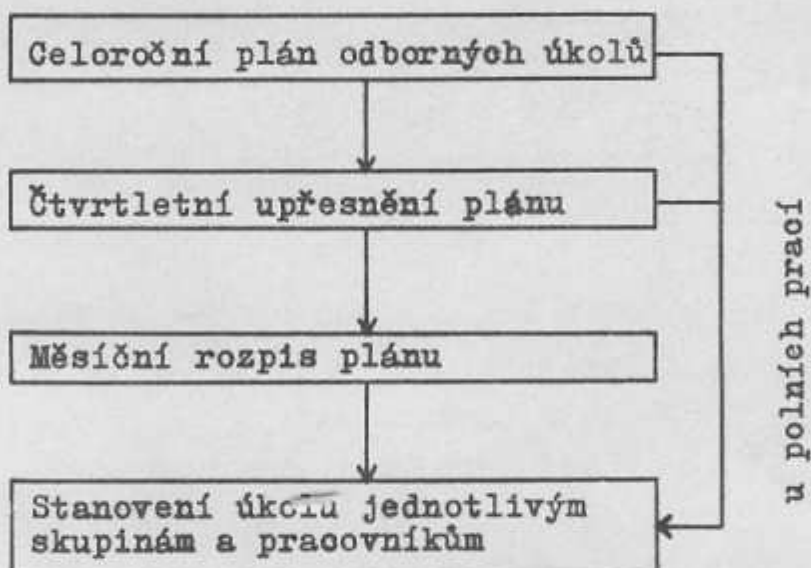 Celoroční plán odborných úkolů
Čtvrtletní upřesnění plánu
Měsíční rozpis plánu
Stanovení úkolu jednotlivým
skupinám a pracovníkům
u polních prací